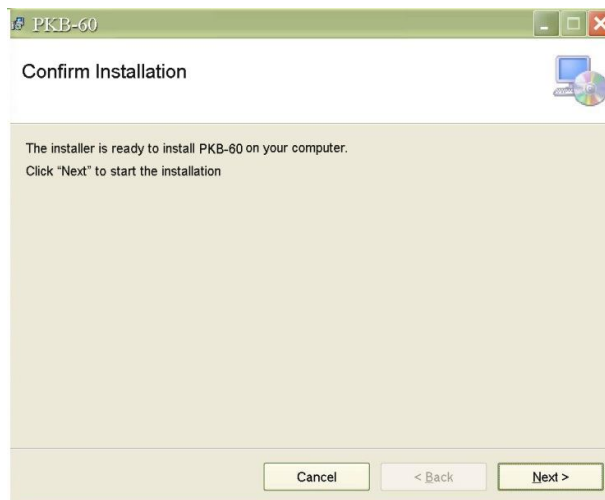 PKB-60
Confirm Installation
The installer is ready to install PKB-60 on your computer.
Click “Next” to start the installation
Cancel < Back Next >